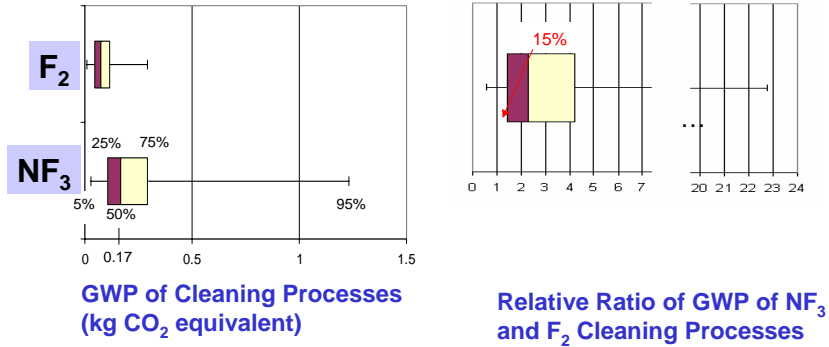 F₂
NF₃
25% 75%
5% 50% 95%
0.17
0 0.5 1 1.5
GWP of Cleaning Processes
(kg CO₂ equivalent)
15%
...
0 1 2 3 4 5 6 7 20 21 22 23 24
Relative Ratio of GWP of NF₃
and F₂ Cleaning Processes